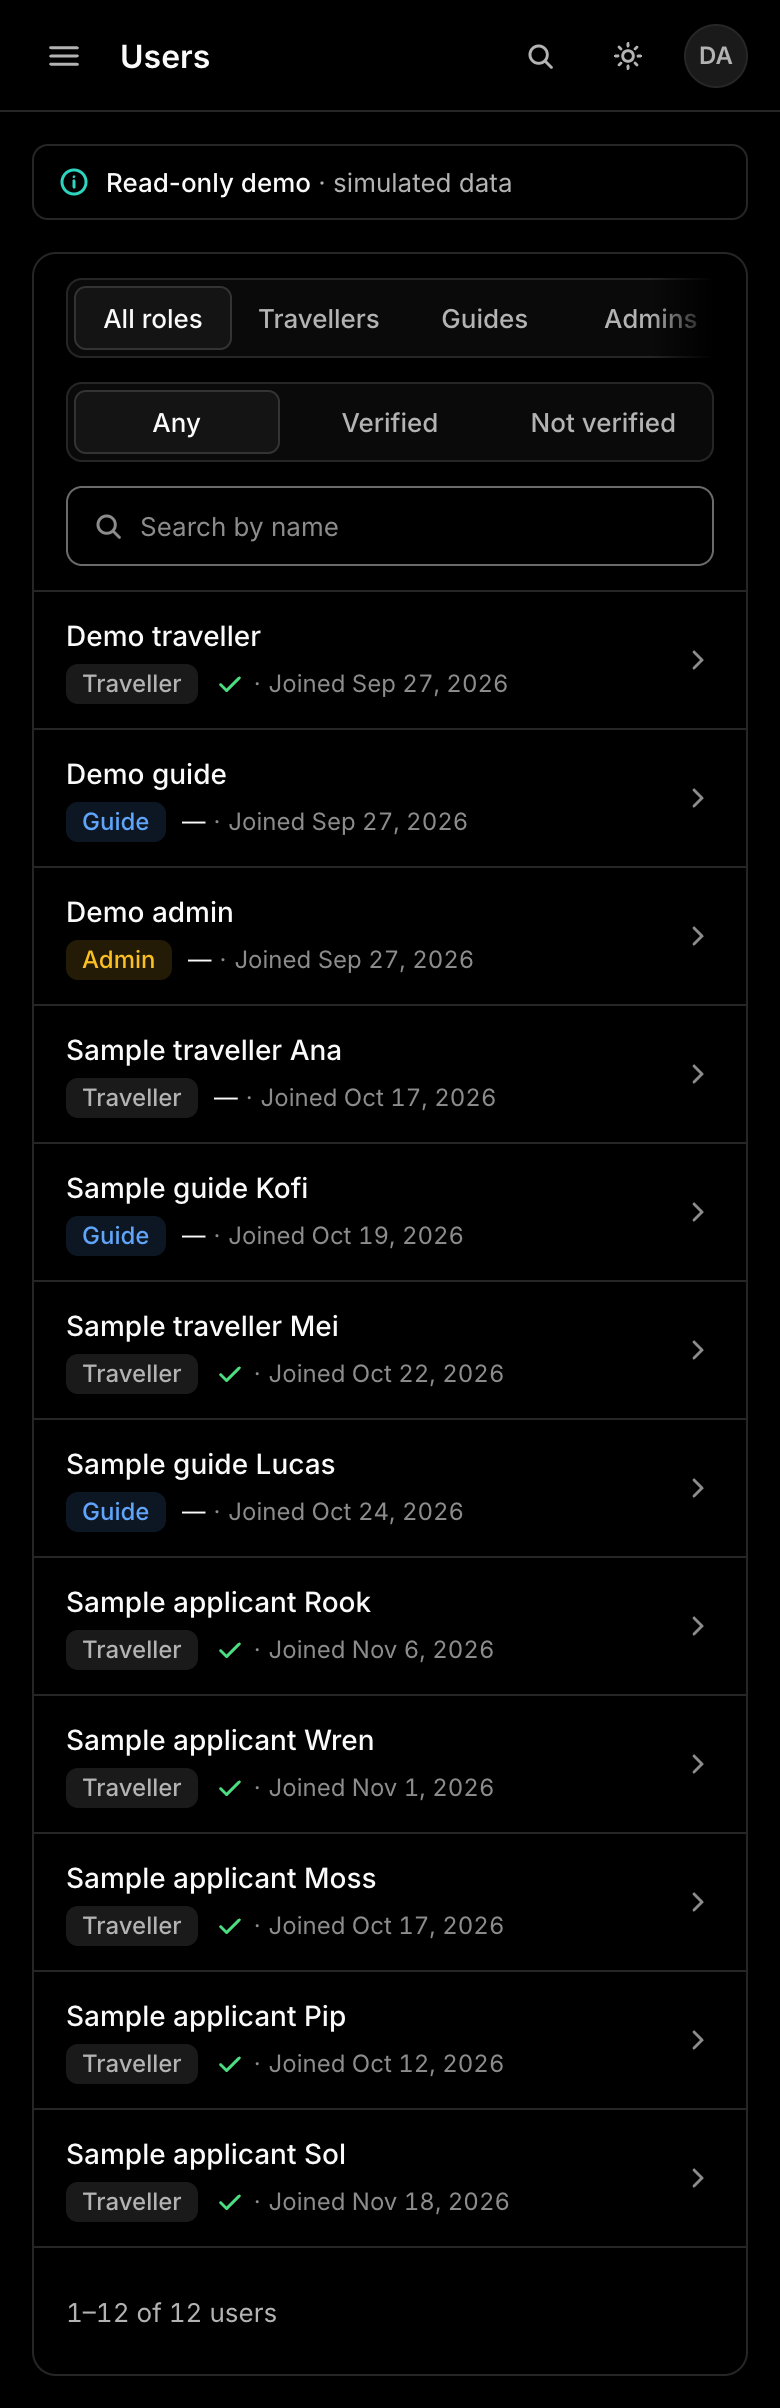 Users
DA
Read-only demo · simulated data
All roles Travellers Guides Admins
Any Verified Not verified
Search by name
Demo traveller
Traveller ✓ · Joined Sep 27, 2026
Demo guide
Guide — · Joined Sep 27, 2026
Demo admin
Admin — · Joined Sep 27, 2026
Sample traveller Ana
Traveller — · Joined Oct 17, 2026
Sample guide Kofi
Guide — · Joined Oct 19, 2026
Sample traveller Mei
Traveller ✓ · Joined Oct 22, 2026
Sample guide Lucas
Guide — · Joined Oct 24, 2026
Sample applicant Rook
Traveller ✓ · Joined Nov 6, 2026
Sample applicant Wren
Traveller ✓ · Joined Nov 1, 2026
Sample applicant Moss
Traveller ✓ · Joined Oct 17, 2026
Sample applicant Pip
Traveller ✓ · Joined Oct 12, 2026
Sample applicant Sol
Traveller ✓ · Joined Nov 18, 2026
1–12 of 12 users